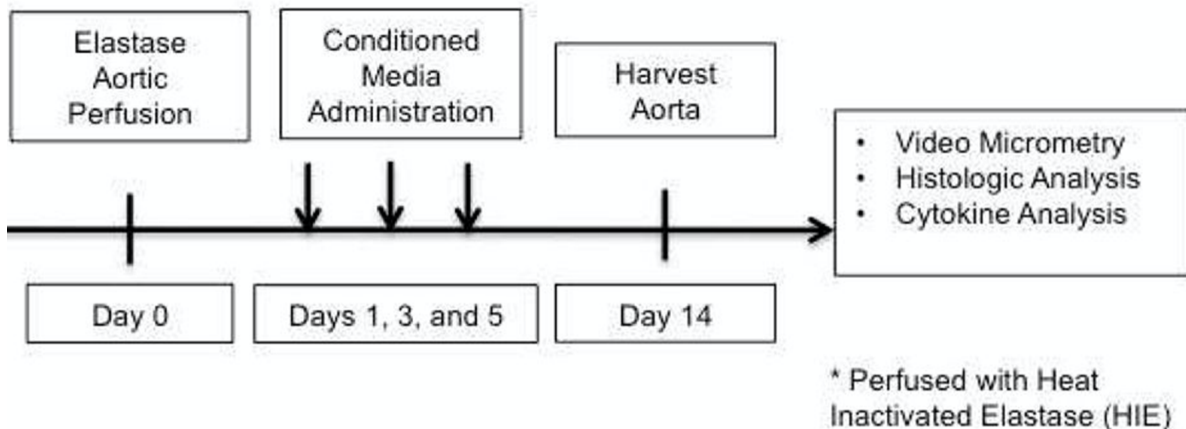 Elastase
Aortic
Perfusion
Conditioned
Media
Administration
Harvest
Aorta
• Video Micrometry
• Histologic Analysis
• Cytokine Analysis
Day 0
Days 1, 3, and 5
Day 14
* Perfused with Heat
Inactivated Elastase (HIE)